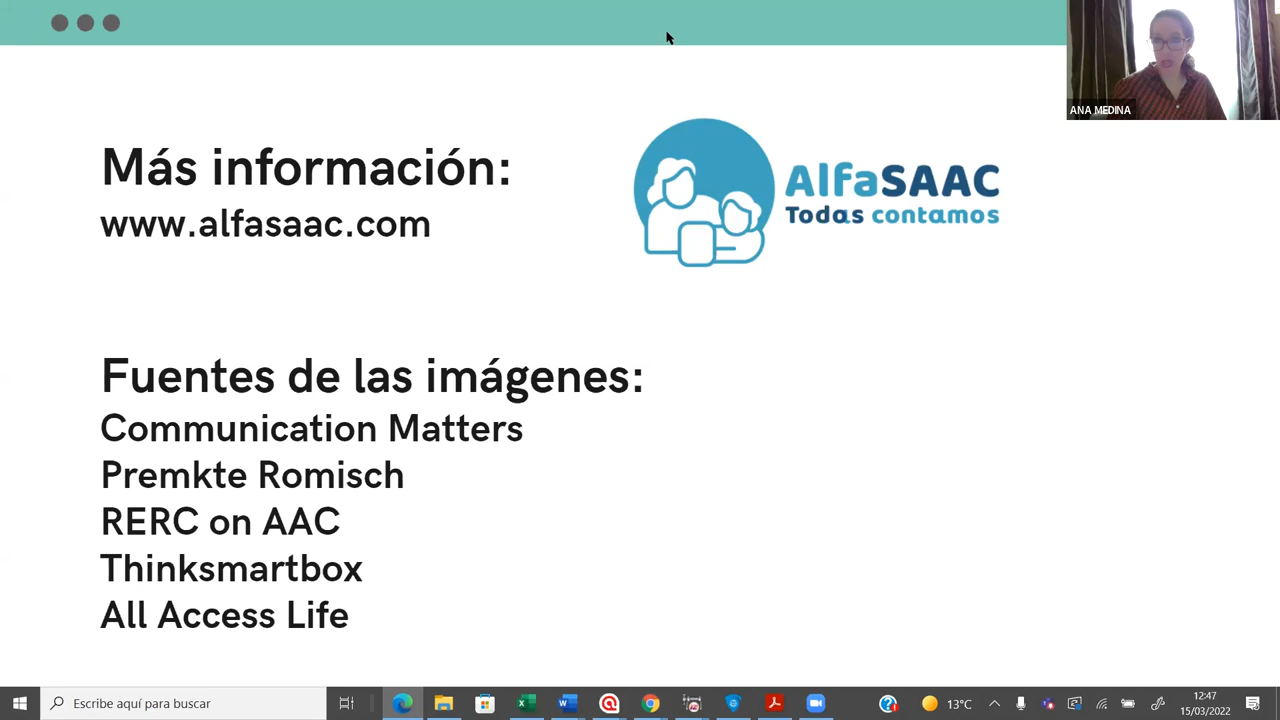 ANA MEDINA
Más información:
www.alfasaac.com
AlfaSAAC
Todas contamos
Fuentes de las imágenes:
Communication Matters
Premkte Romisch
RERC on AAC
Thinksmartbox
All Access Life
Escribe aquí para buscar
13°C
12:47
15/03/2022